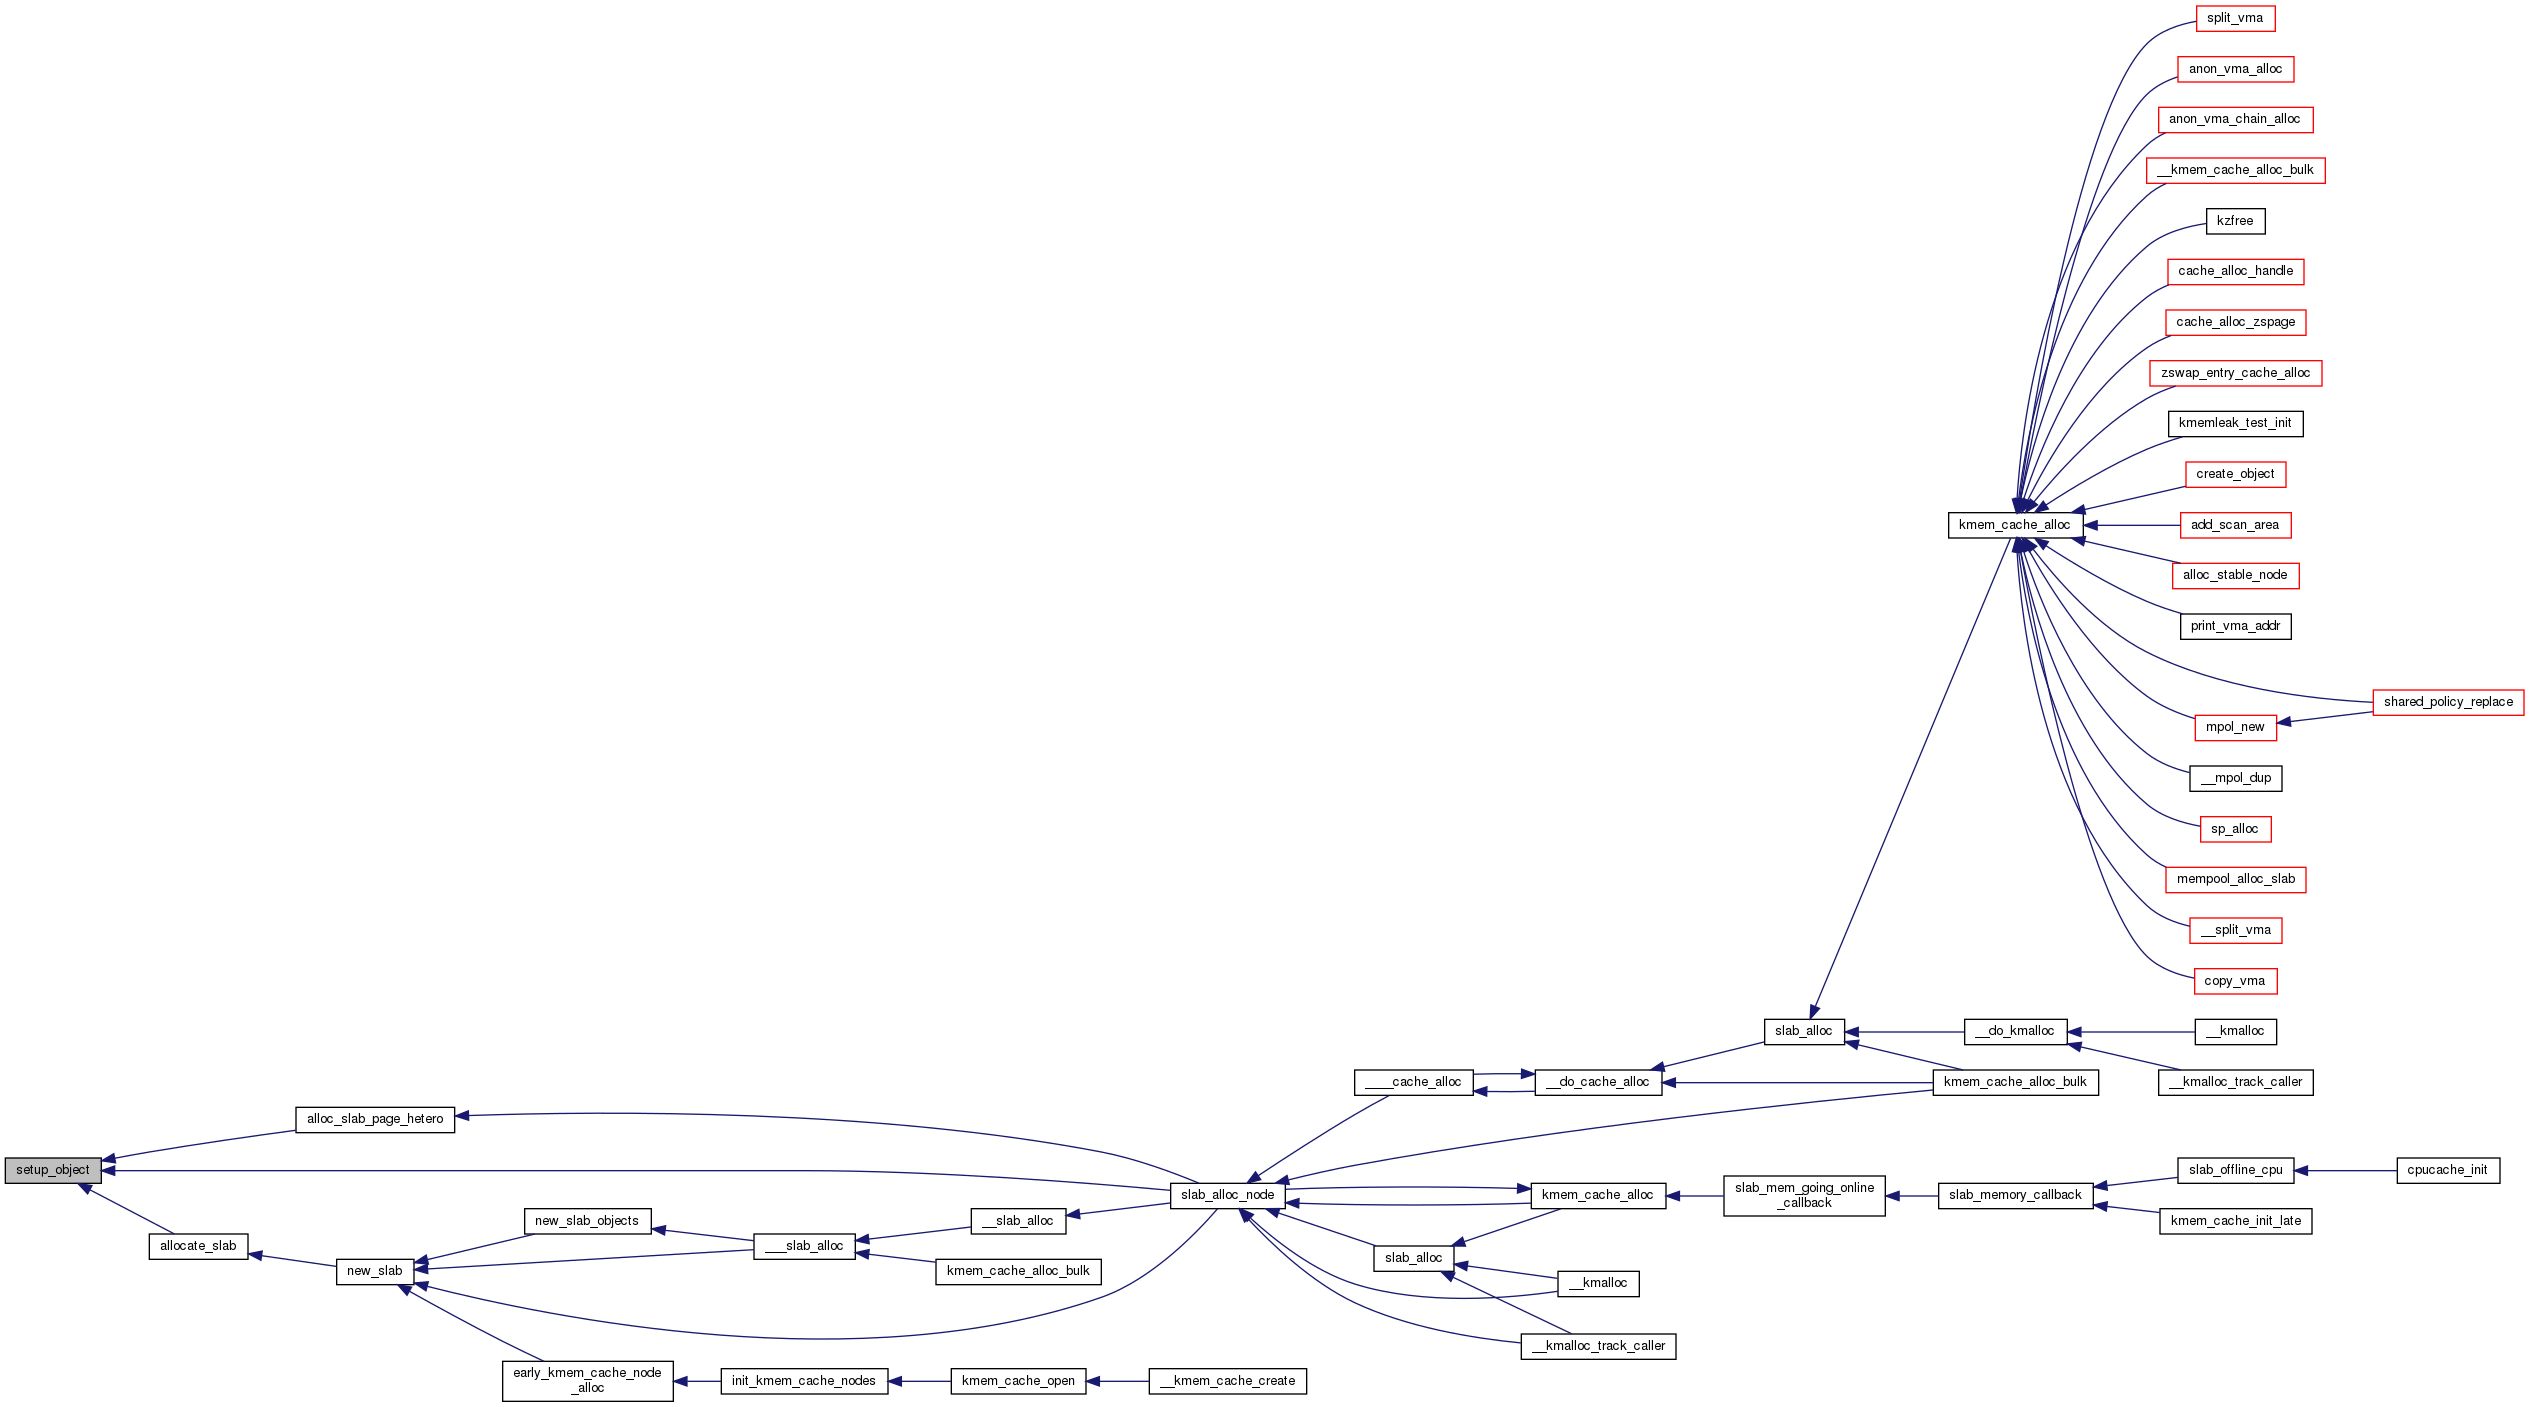 split_vma
anon_vma_alloc
anon_vma_chain_alloc
__kmem_cache_alloc_bulk
kzfree
cache_alloc_handle
cache_alloc_zspage
zswap_entry_cache_alloc
kmemleak_test_init
create_object
kmem_cache_alloc
add_scan_area
alloc_stable_node
print_vma_addr
shared_policy_replace
mpol_new
__mpol_dup
sp_alloc
mempool_alloc_slab
__split_vma
copy_vma
slab_alloc
__do_kmalloc
__kmalloc
____cache_alloc
__do_cache_alloc
kmem_cache_alloc_bulk
__kmalloc_track_caller
alloc_slab_page_hetero
setup_object
slab_offline_cpu
cpucache_init
slab_alloc_node
kmem_cache_alloc
slab_mem_going_online
_callback
slab_memory_callback
new_slab_objects
__slab_alloc
kmem_cache_init_late
allocate_slab
___slab_alloc
slab_alloc
new_slab
kmem_cache_alloc_bulk
__kmalloc
__kmalloc_track_caller
early_kmem_cache_node
_alloc
init_kmem_cache_nodes
kmem_cache_open
__kmem_cache_create